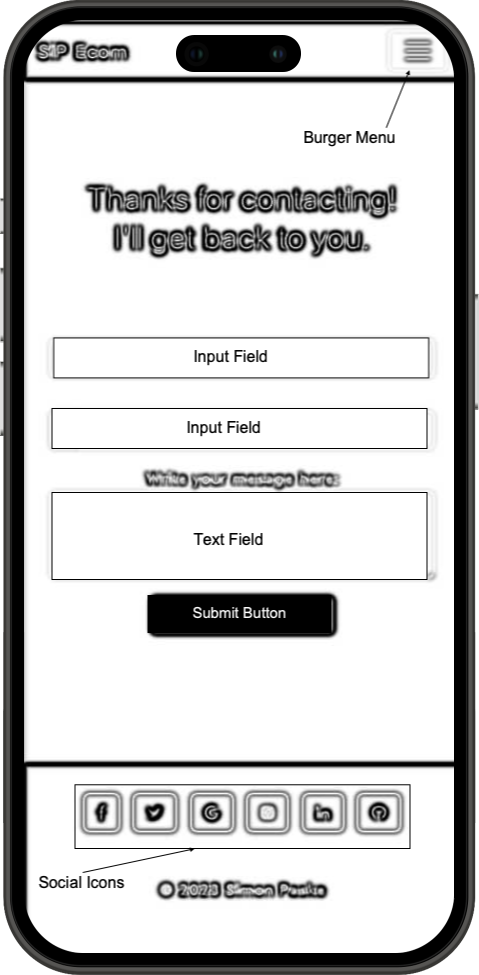 SiP Ecom
Burger Menu
Thanks for contacting!
I'll get back to you.
Input Field
Input Field
Write your message here:
Text Field
Submit Button
Social Icons
© 2023 Simon